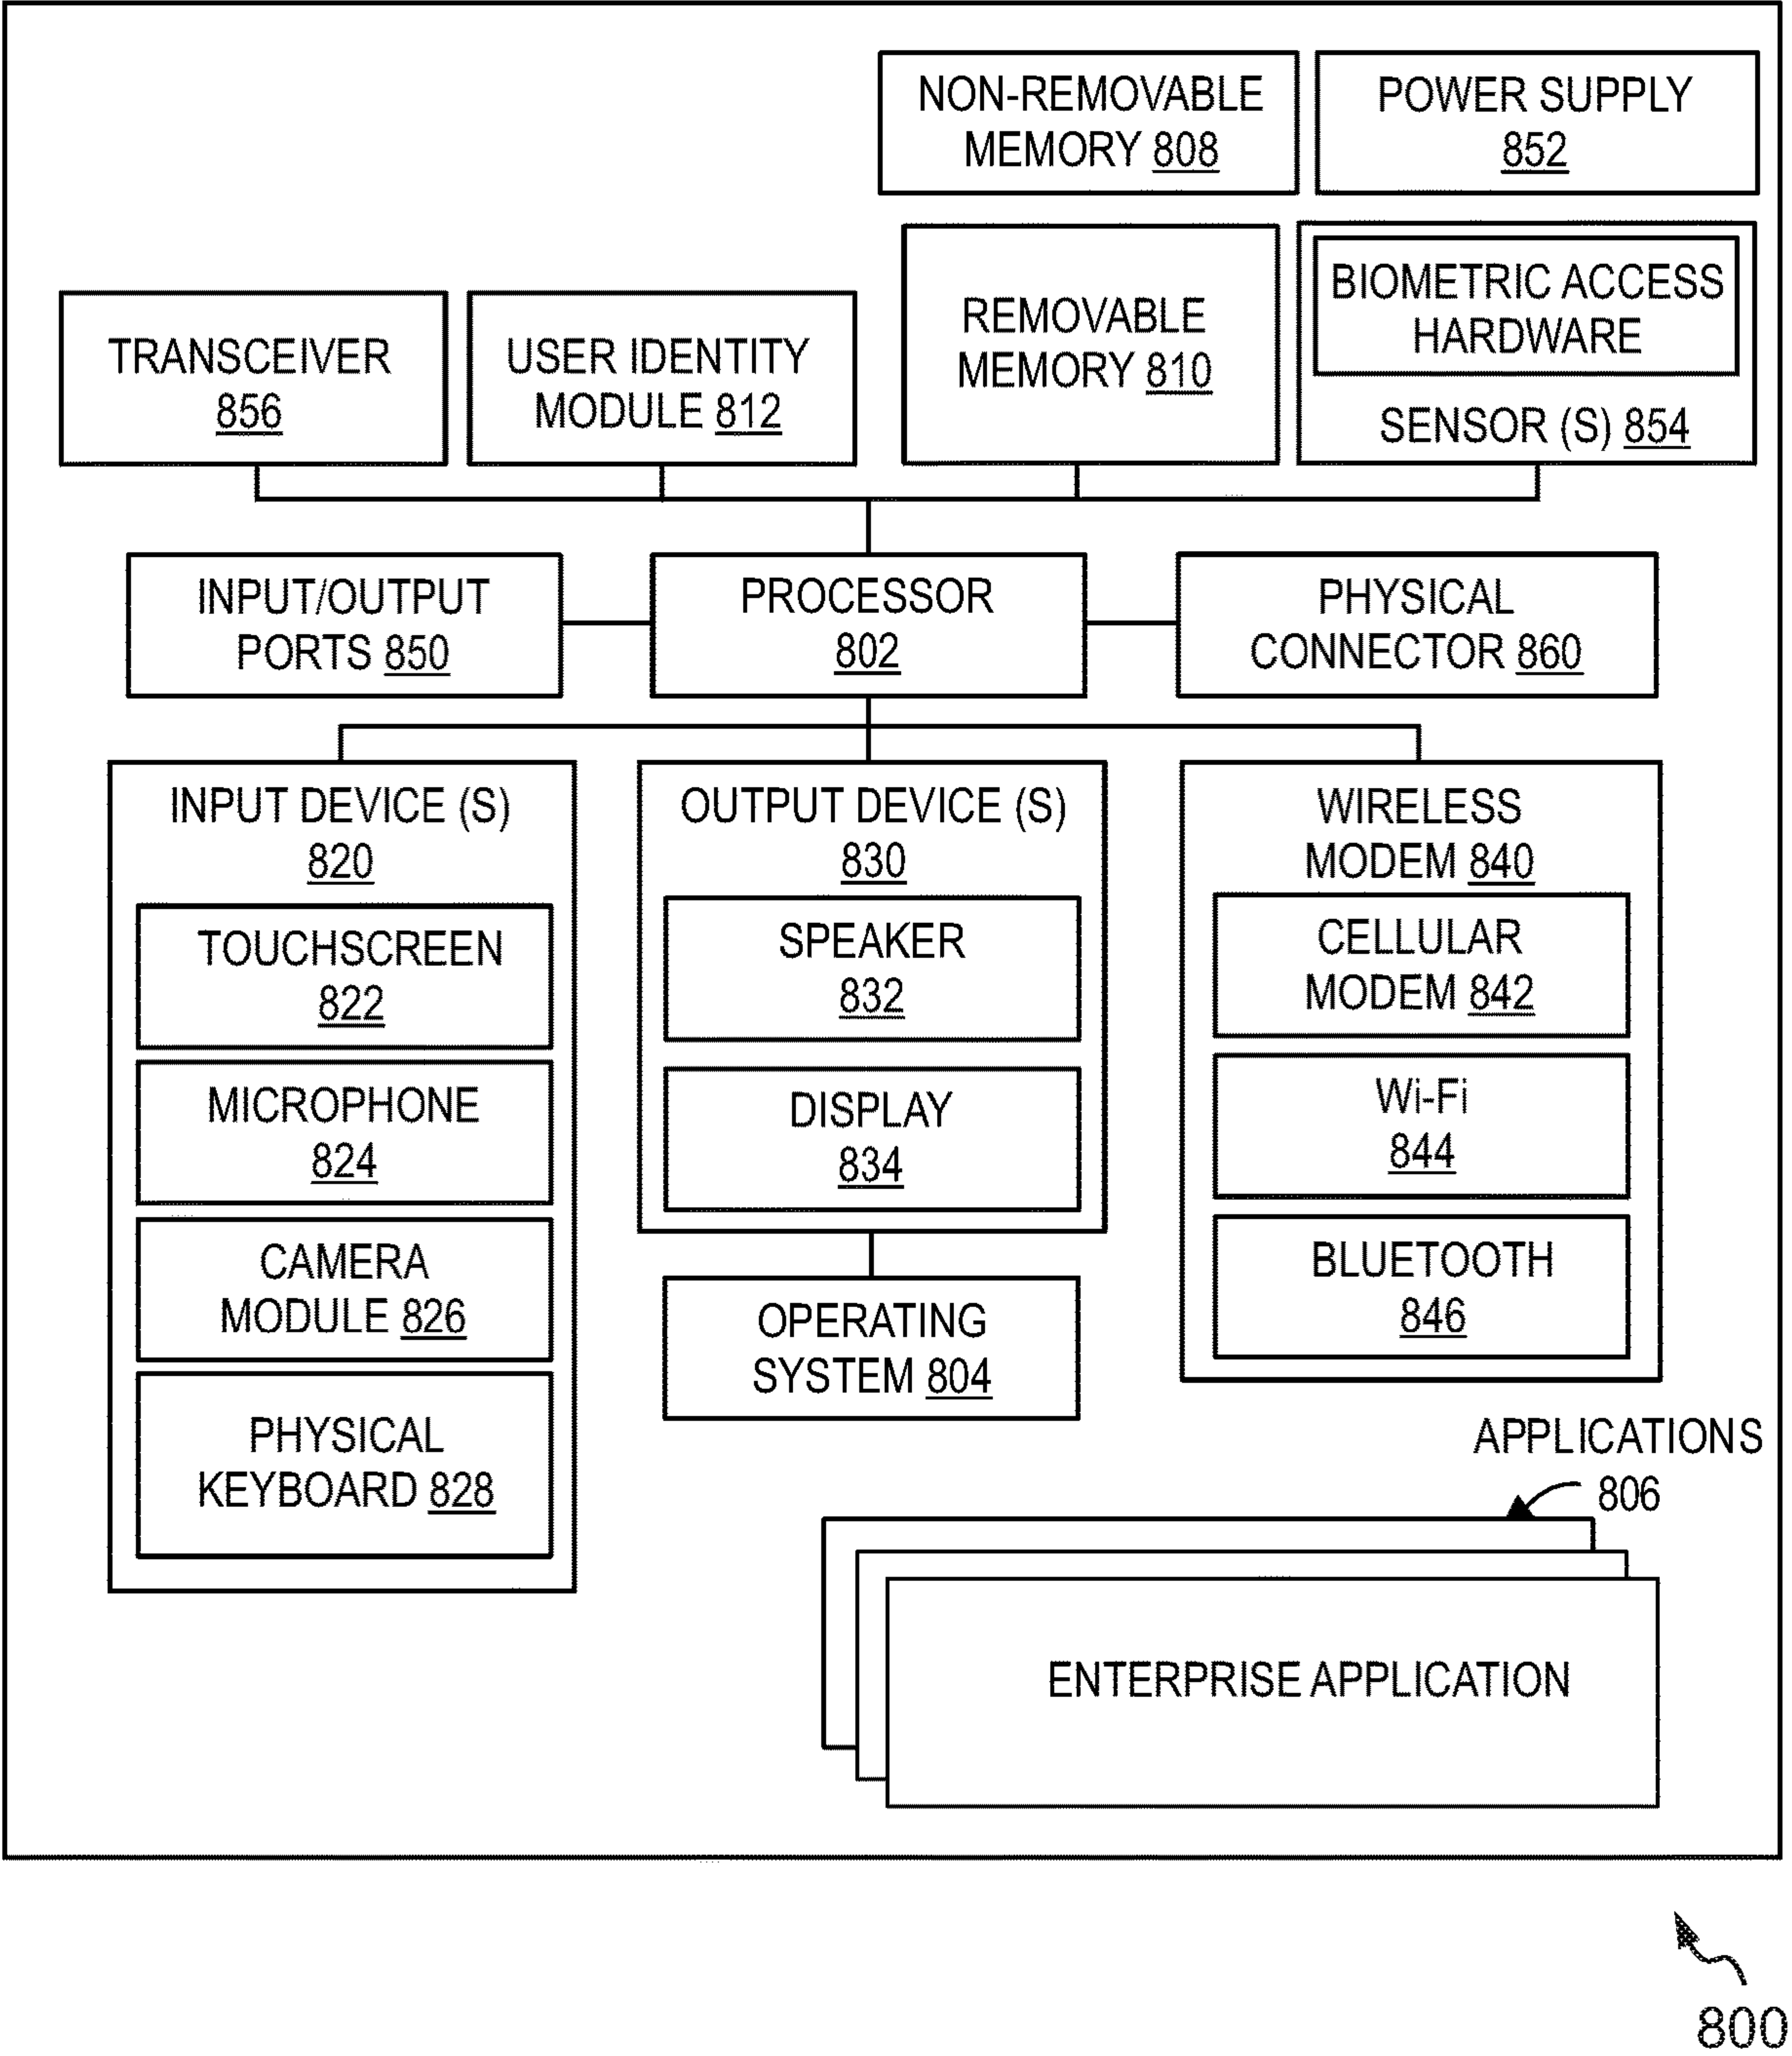 NON-REMOVABLE
MEMORY 808
POWER SUPPLY
852
TRANSCEIVER
856
USER IDENTITY
MODULE 812
REMOVABLE
MEMORY 810
BIOMETRIC ACCESS
HARDWARE
SENSOR (S) 854
INPUT/OUTPUT
PORTS 850
PROCESSOR
802
PHYSICAL
CONNECTOR 860
INPUT DEVICE (S)
820
TOUCHSCREEN
822
MICROPHONE
824
CAMERA
MODULE 826
PHYSICAL
KEYBOARD 828
OUTPUT DEVICE (S)
830
SPEAKER
832
DISPLAY
834
OPERATING
SYSTEM 804
WIRELESS
MODEM 840
CELLULAR
MODEM 842
Wi-Fi
844
BLUETOOTH
846
APPLICATIONS
806
ENTERPRISE APPLICATION
800